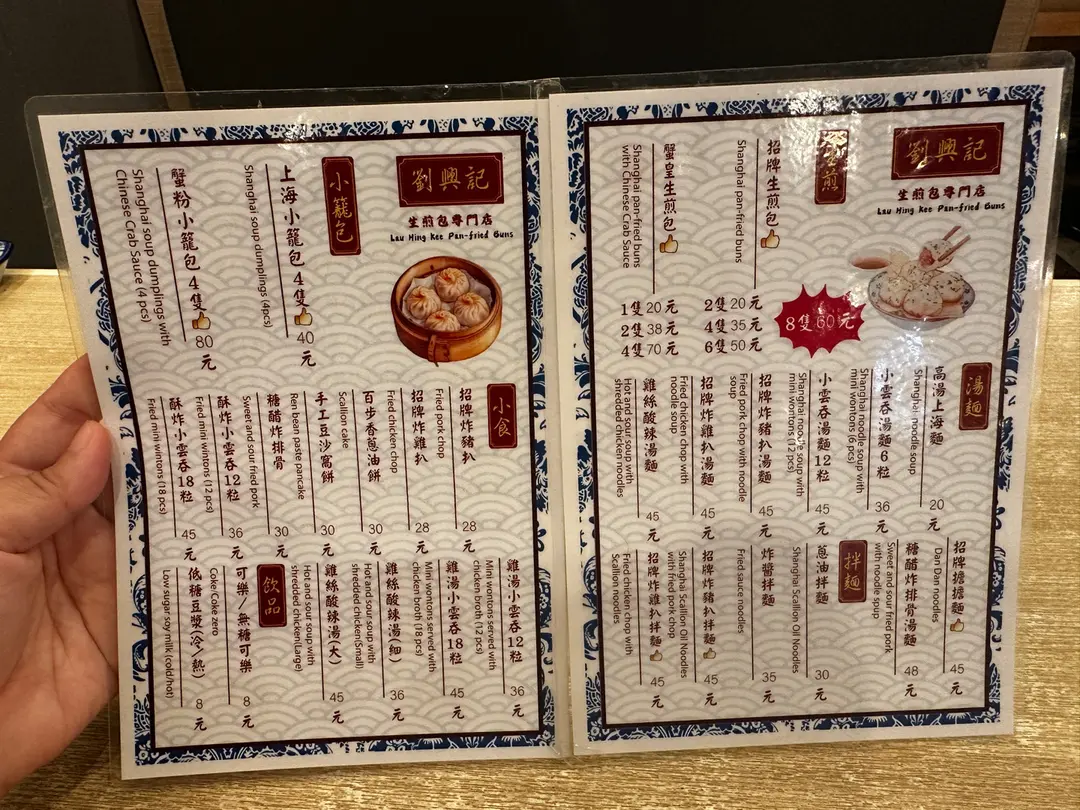 劉興記
生煎包專門店
Lau Hing Kee Pan-fried Buns
生煎
招牌生煎包
Shanghai pan-fried buns
2隻20元
4隻35元
6隻50元
8隻60元
蟹皇生煎包
Shanghai pan-fried buns
with Chinese Crab Sauce
1隻20元
2隻38元
4隻70元
湯麵
高湯上海麵
Shanghai noodle soup
20元
小雲吞湯麵6粒
Shanghai noodle soup with
mini wontons (6 pcs)
36元
小雲吞湯麵12粒
Shanghai noodle soup with
mini wontons (12 pcs)
45元
招牌炸豬扒湯麵
Fried pork chop with noodle
soup
45元
招牌炸雞扒湯麵
Fried chicken chop with
noodle soup
45元
雞絲酸辣湯麵
Hot and sour soup with
shredded chicken noodles
45元
招牌擔擔麵
Dan Dan noodles
45元
糖醋炸排骨湯麵
Sweet and sour fried pork
with noodle soup
48元
拌麵
蔥油拌麵
Shanghai Scallion Oil Noodles
30元
炸醬拌麵
Fried sauce noodles
35元
招牌炸豬扒拌麵
Shanghai Scallion Oil Noodles
with fried pork chop
45元
招牌炸雞扒拌麵
Fried chicken chop with
Scallion noodles
45元
劉興記
生煎包專門店
Lau Hing Kee Pan-fried Buns
小籠包
上海小籠包4隻
Shanghai soup dumplings (4pcs)
40元
蟹粉小籠包4隻
Shanghai soup dumplings with
Chinese Crab Sauce (4 pcs)
80元
小食
招牌炸豬扒
Fried pork chop
28元
招牌炸雞扒
Fried chicken chop
28元
百步香蔥油餅
Scallion cake
30元
手工豆沙窩餅
Ren bean paste pancake
30元
糖醋炸排骨
Sweet and sour fried pork
30元
酥炸小雲吞12粒
Fried mini wintons (12 pcs)
36元
酥炸小雲吞18粒
Fried mini wintons (18 pcs)
45元
雞湯小雲吞12粒
Mini wontons served with
chicken broth (12 pcs)
36元
雞湯小雲吞18粒
Mini wontons served with
chicken broth (18 pcs)
45元
雞絲酸辣湯(細)
Hot and sour soup with
shredded chicken(Small)
36元
雞絲酸辣湯(大)
Hot and sour soup with
shredded chicken(Large)
45元
飲品
可樂/無糖可樂
Coke/Coke zero
8元
低糖豆漿(冷/熱)
Low sugar soy milk (cold/hot)
8元